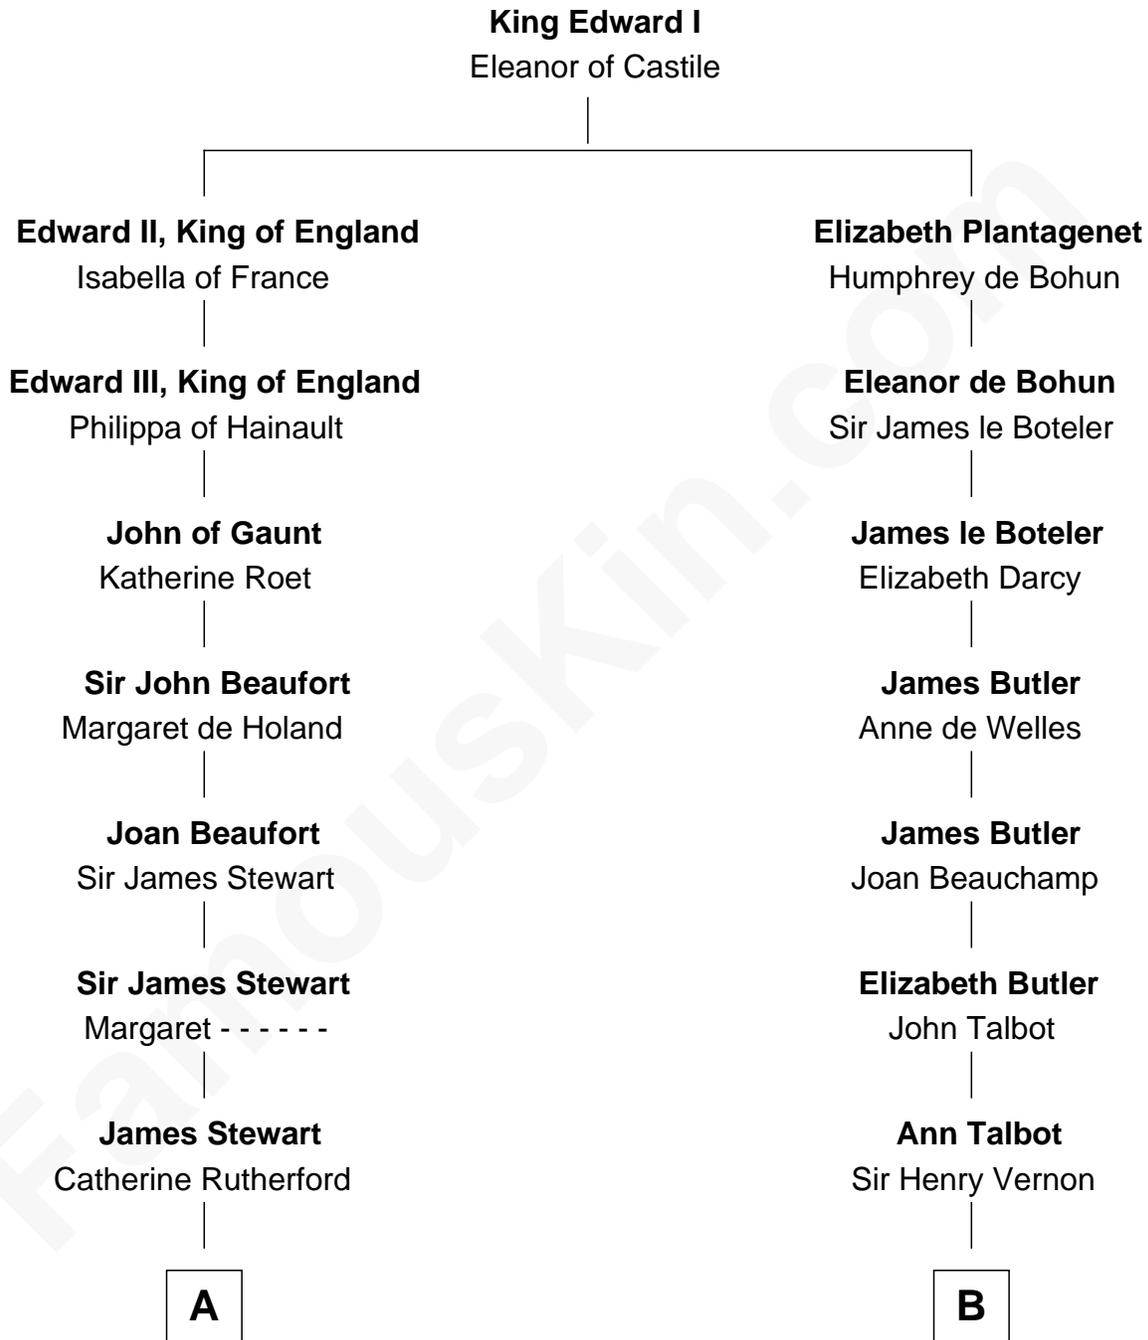 King Edward I
Eleanor of Castile
Edward II, King of England
Isabella of France
Elizabeth Plantagenet
Humphrey de Bohun
Edward III, King of England
Philippa of Hainault
Eleanor de Bohun
Sir James le Boteler
John of Gaunt
Katherine Roet
James le Boteler
Elizabeth Darcy
Sir John Beaufort
Margaret de Holand
James Butler
Anne de Welles
Joan Beaufort
Sir James Stewart
James Butler
Joan Beauchamp
Sir James Stewart
Margaret - - - - - -
Elizabeth Butler
John Talbot
James Stewart
Catherine Rutherford
Ann Talbot
Sir Henry Vernon
A
B
FamousKin.com